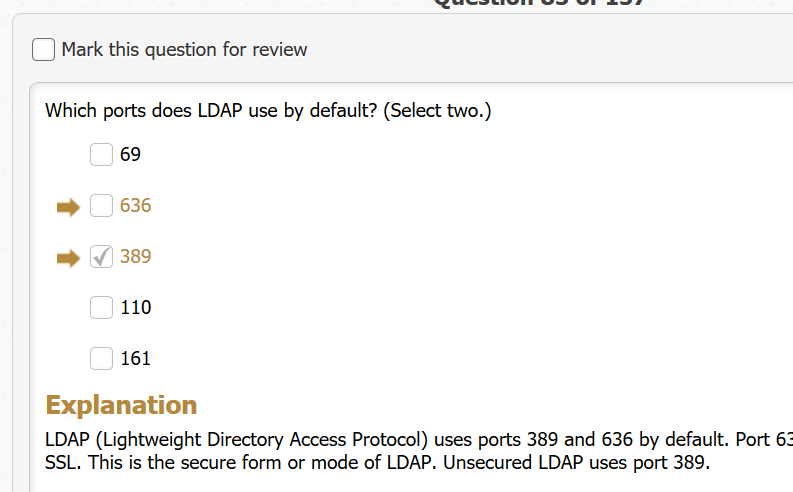 Question 83 of 137
Mark this question for review
Which ports does LDAP use by default? (Select two.)
69
636
389
110
161
Explanation
LDAP (Lightweight Directory Access Protocol) uses ports 389 and 636 by default. Port 63
SSL. This is the secure form or mode of LDAP. Unsecured LDAP uses port 389.